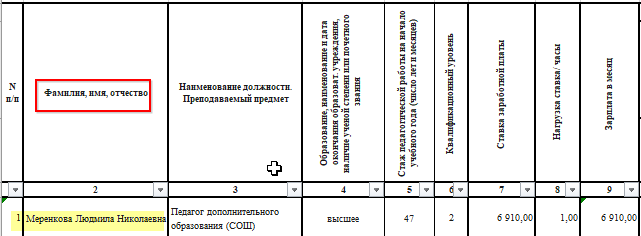 N
п/п
Фамилия, имя, отчество
Наименование должности.
Преподаваемый предмет
Образование, наименование и дата
окончания образоват. учреждения,
наличие ученой степени или почетного
звания
Стаж педагогической работы на начало
учебного года (число лет и месяцев)
Квалификационный уровень
Ставка заработной платы
Нагрузка ставка/ часы
Зарплата в месяц
2
3
4
5
6
7
8
9
1
Меренкова Людмила Николаевна
Педагог дополнительного
образования (СОШ)
высшее
47
2
6 910,00
1,00
6 910,00